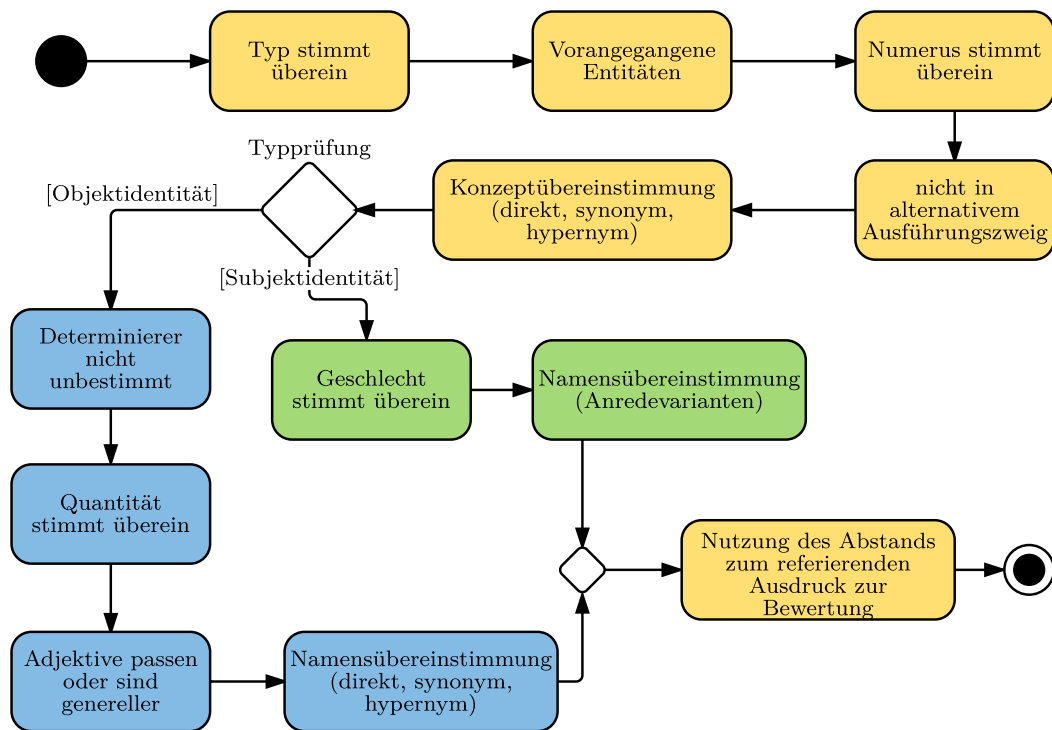 Typ stimmt
überein
Vorangegangene
Entitäten
Numerus stimmt
überein
nicht in
alternativem
Ausführungszweig
Konzeptübereinstimmung
(direkt, synonym,
hypernym)
Typprüfung
[Objektidentität]
[Subjektidentität]
Determinierer
nicht
unbestimmt
Quantität
stimmt überein
Adjektive passen
oder sind
genereller
Namensübereinstimmung
(direkt, synonym,
hypernym)
Geschlecht
stimmt überein
Namensübereinstimmung
(Anredevarianten)
Nutzung des Abstands
zum referierenden
Ausdruck zur
Bewertung